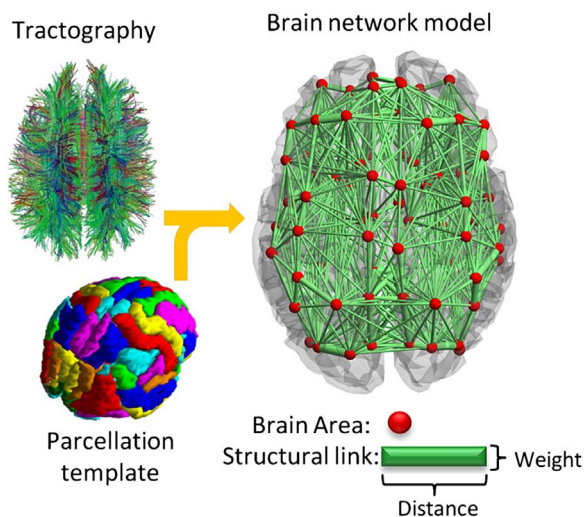 Tractography
Brain network model
Parcellation
template
Brain Area:
Structural link:
Weight
Distance